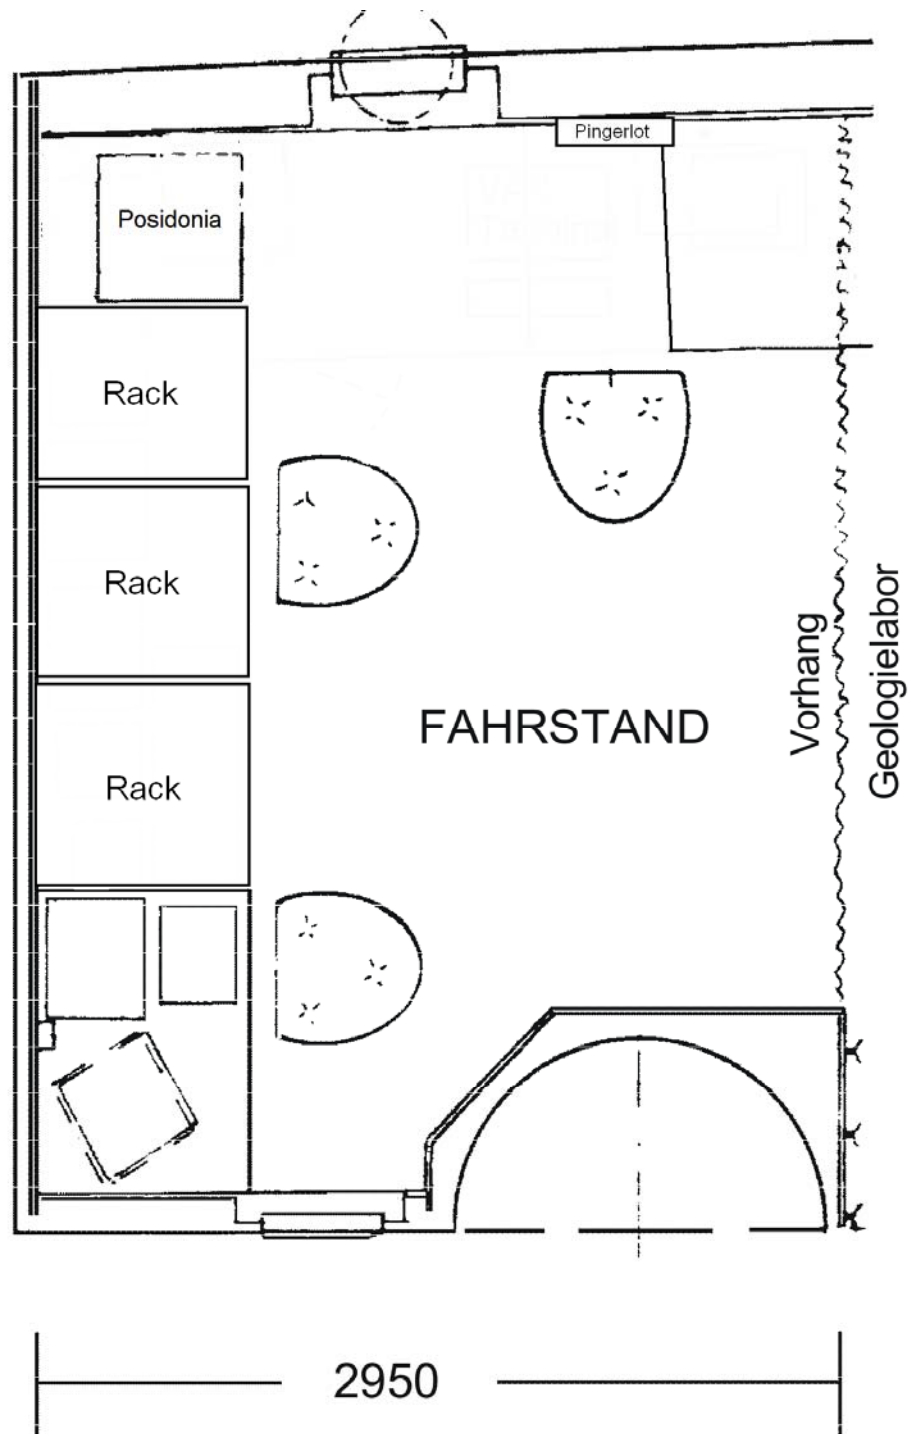 Pingerlot
Posidonia
Rack
Rack
FAHRSTAND
Vorhang
Geologielabor
Rack
2950